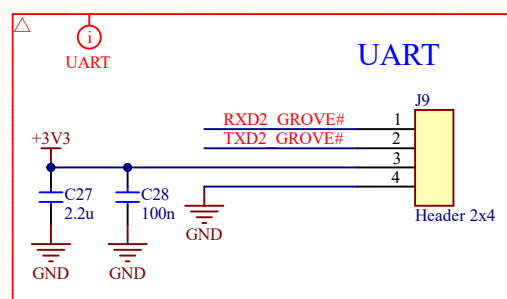 i
UART
UART
J9
RXD2_GROVE# 1
TXD2_GROVE# 2
+3V3
3
4
C27
2.2u
C28
100n
GND
Header 2x4
GND
GND